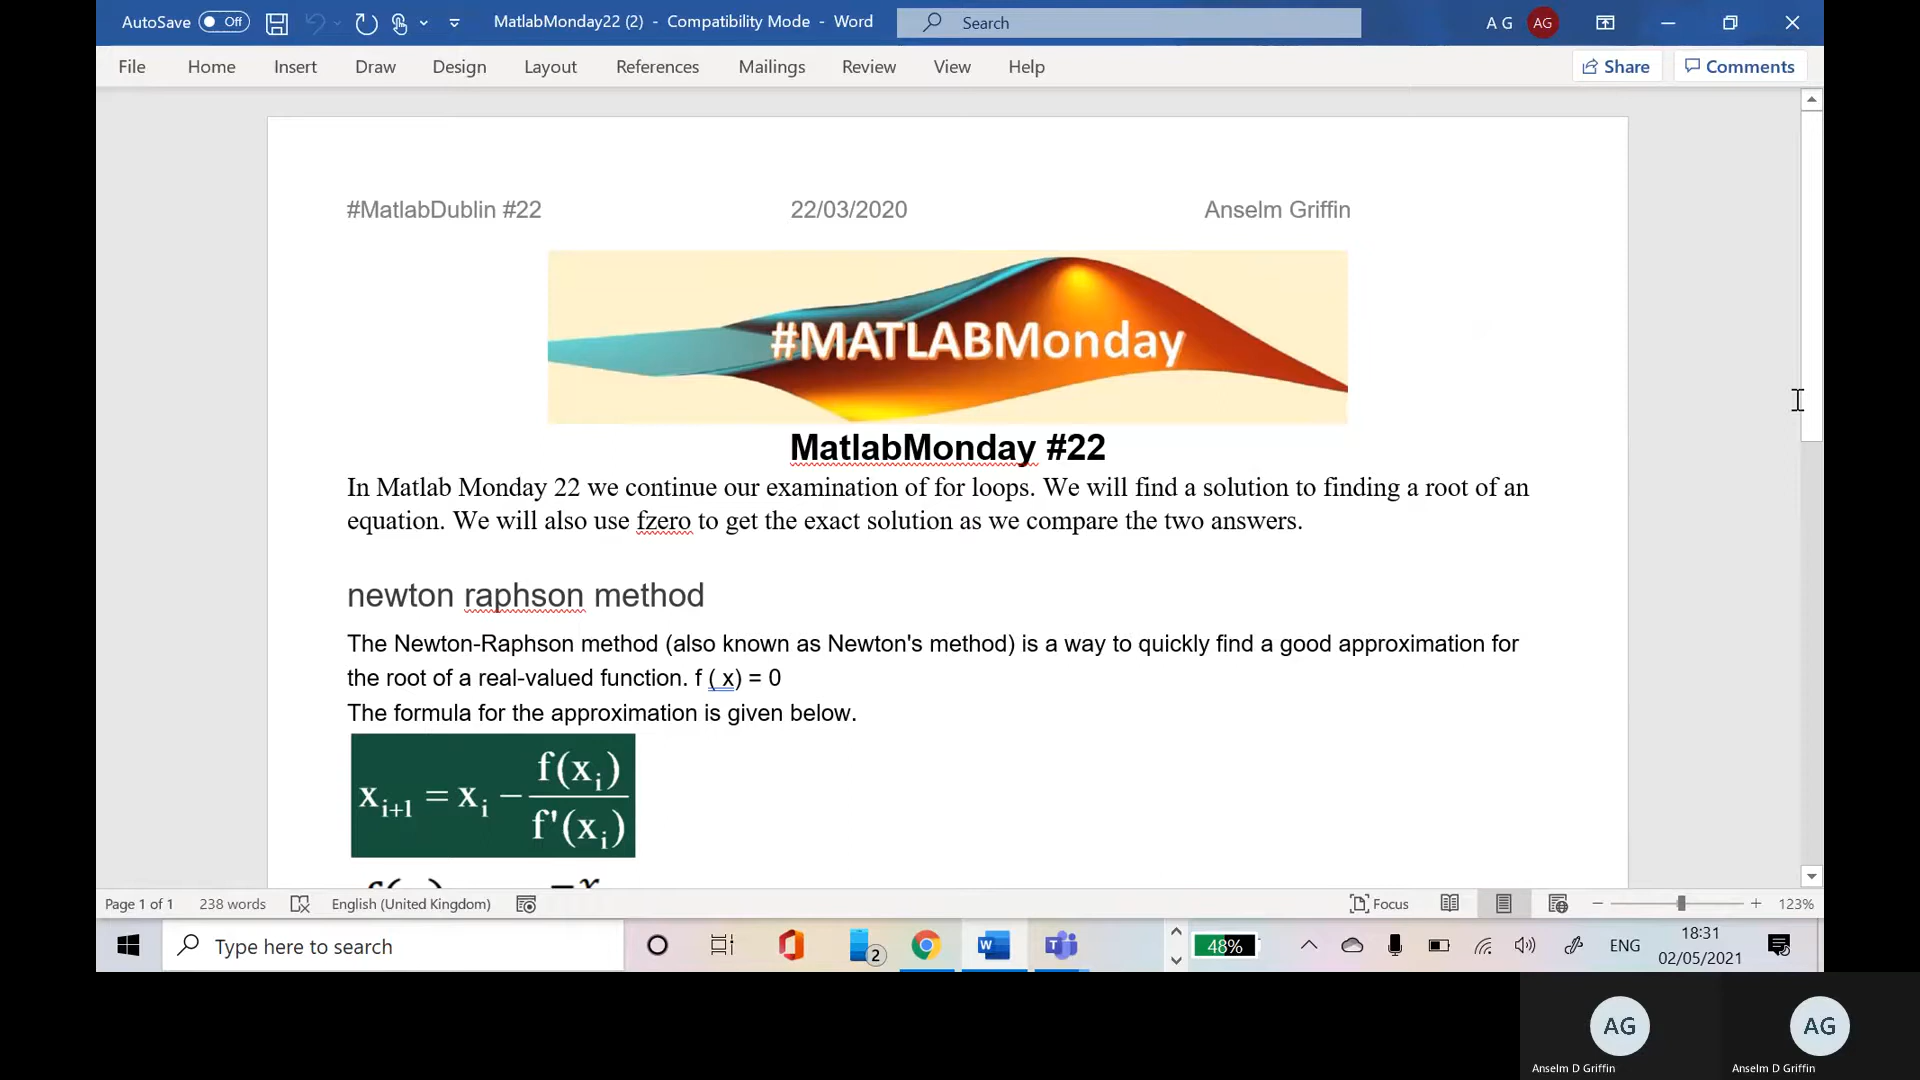 AutoSave Off MatlabMonday22 (2) - Compatibility Mode - Word Search A G AG
File Home Insert Draw Design Layout References Mailings Review View Help Share Comments
#MatlabDublin #22 22/03/2020 Anselm Griffin
#MATLABMonday
MatlabMonday #22
In Matlab Monday 22 we continue our examination of for loops. We will find a solution to finding a root of an
equation. We will also use fzero to get the exact solution as we compare the two answers.
newton raphson method
The Newton-Raphson method (also known as Newton's method) is a way to quickly find a good approximation for
the root of a real-valued function. f ( x) = 0
The formula for the approximation is given below.
x_{i+1} = x_i − f(x_i) / f'(x_i)
Page 1 of 1 238 words English (United Kingdom) Focus 123%
Type here to search 2 48% ENG 18:31
02/05/2021
AG AG
Anselm D Griffin Anselm D Griffin